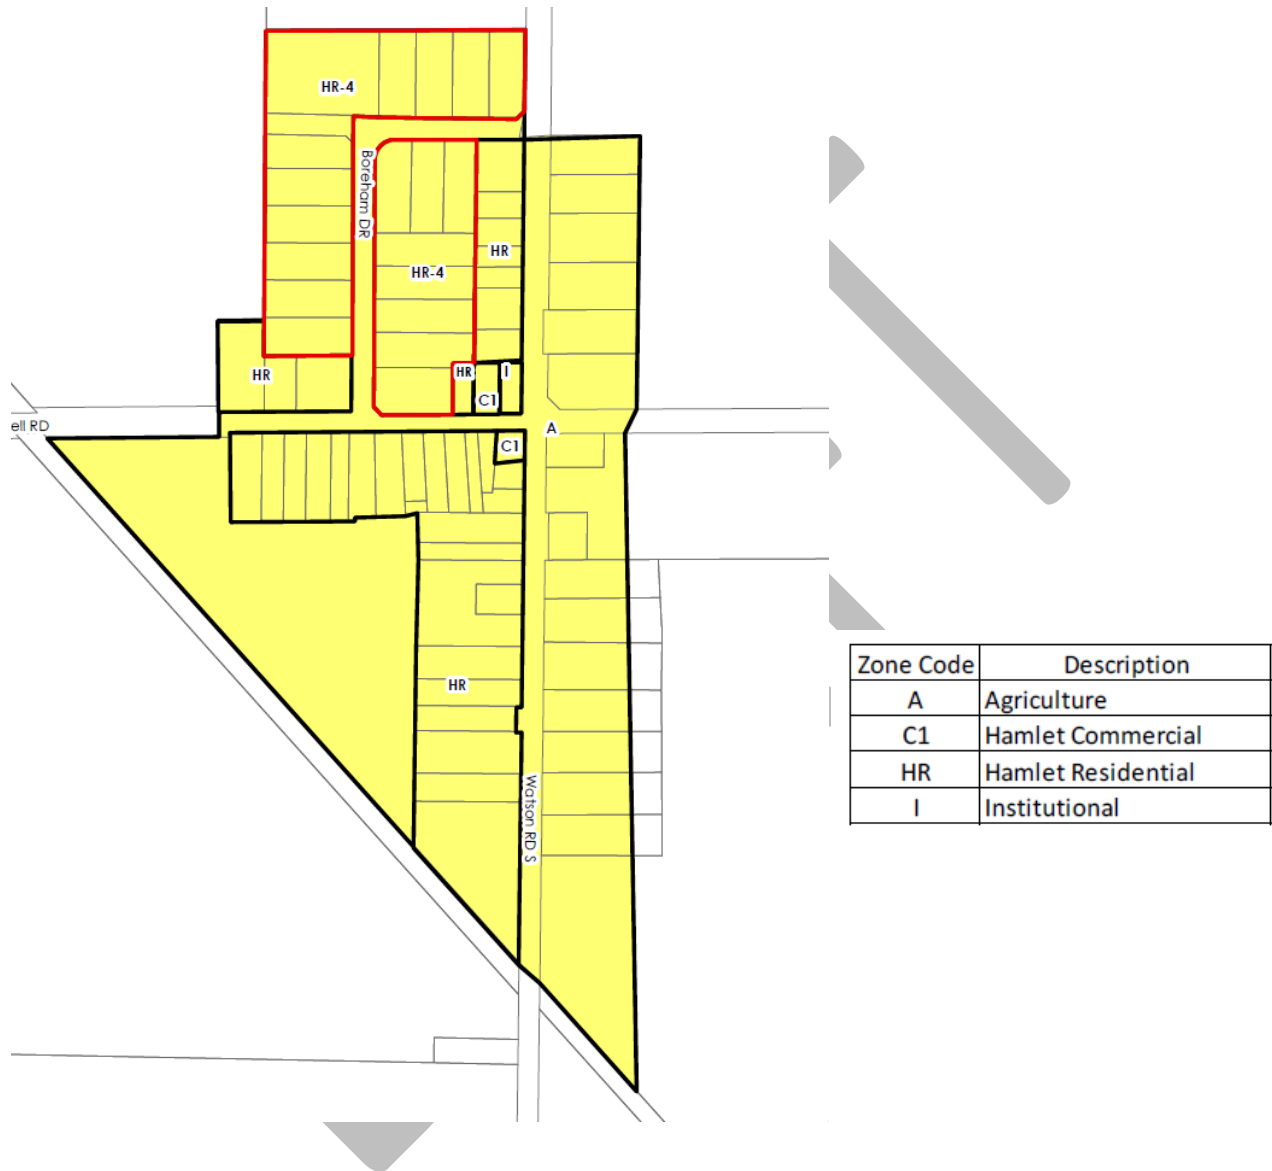 HR-4
Boreham DR
HR
HR-4
HR
HR
I
C1
ell RD
A
C1
HR
Watson RD S
Zone Code Description
A Agriculture
C1 Hamlet Commercial
HR Hamlet Residential
I Institutional